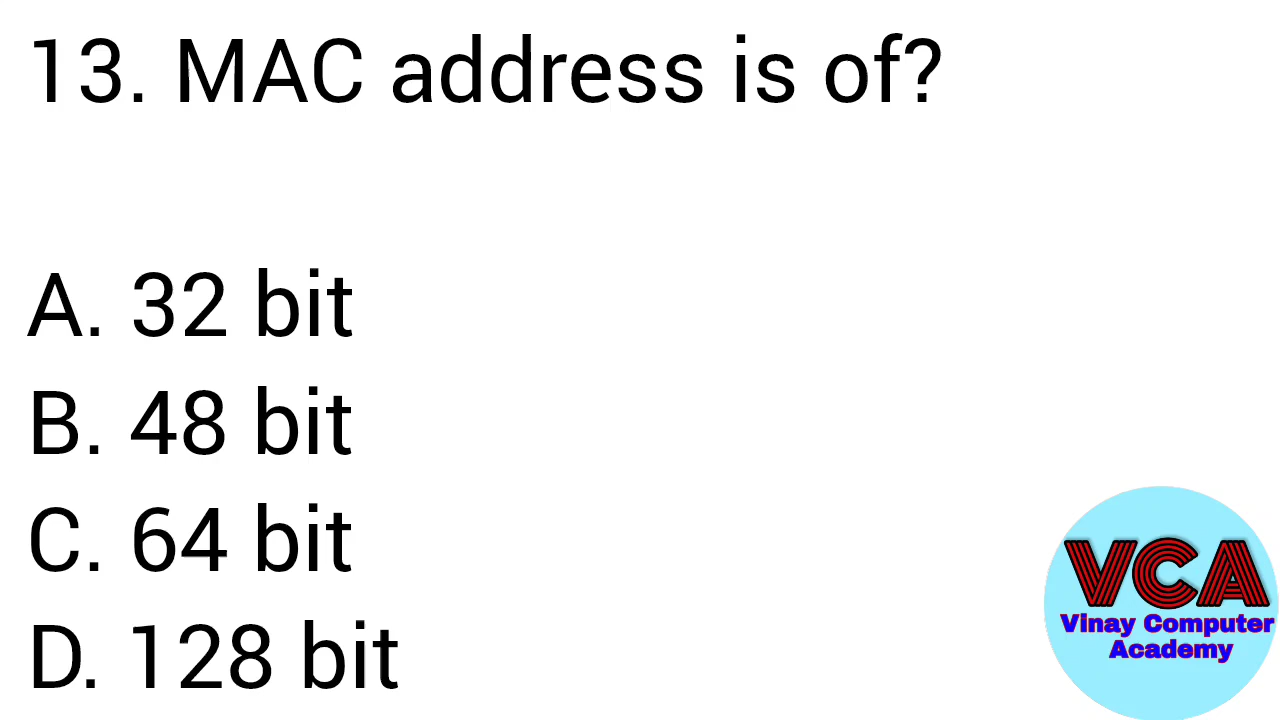 13. MAC address is of?
A. 32 bit
B. 48 bit
C. 64 bit
D. 128 bit
VCA
Vinay Computer
Academy